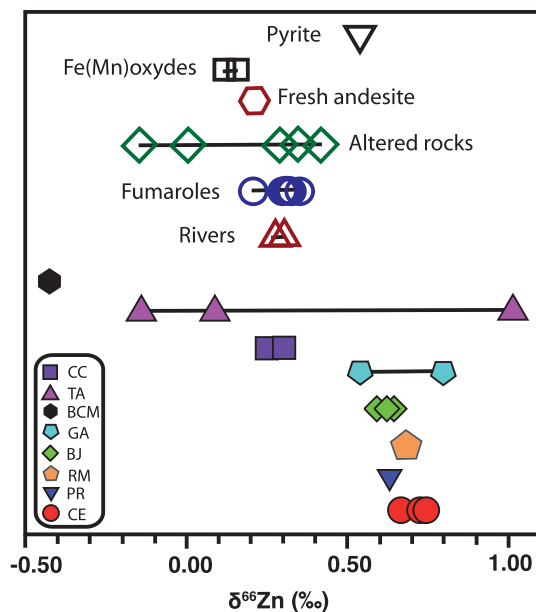 Pyrite
Fe(Mn)oxydes
Fresh andesite
Altered rocks
Fumaroles
Rivers
CC
TA
BCM
GA
BJ
RM
PR
CE
-0.50 0.00 0.50 1.00
δ⁶⁶Zn (‰)